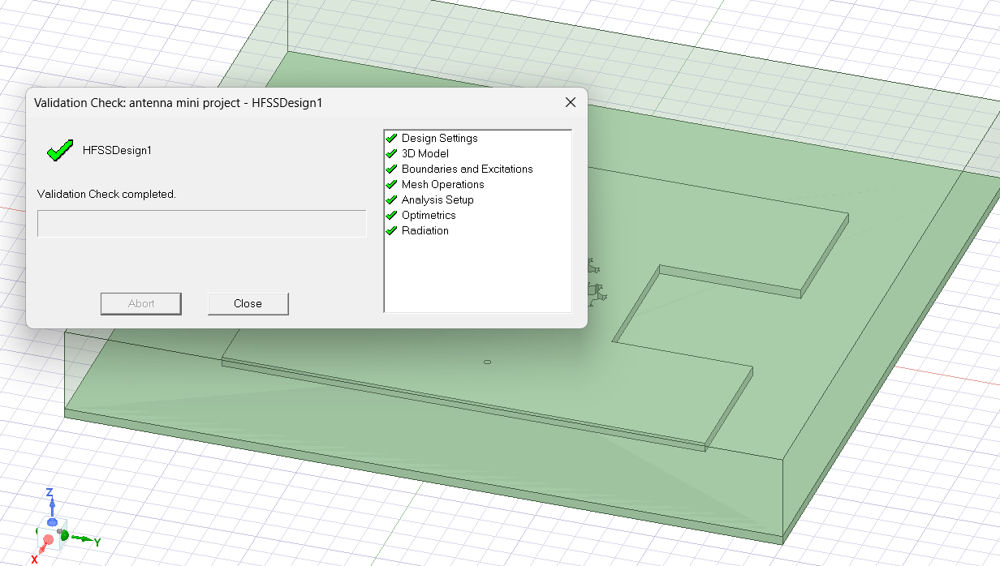 Validation Check: antenna mini project - HFSSDesign1
HFSSDesign1
Validation Check completed.
Abort
Close
Design Settings
3D Model
Boundaries and Excitations
Mesh Operations
Analysis Setup
Optimetrics
Radiation
Z
Y
X